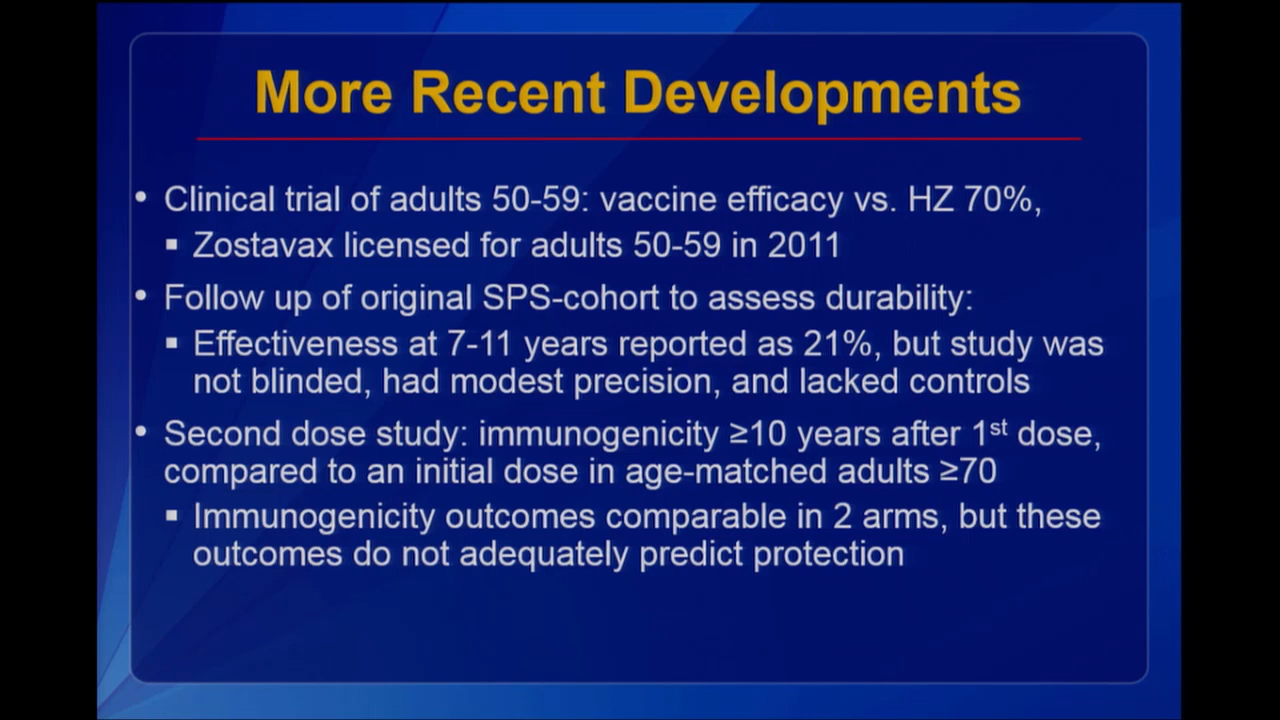 More Recent Developments
• Clinical trial of adults 50-59: vaccine efficacy vs. HZ 70%,
▪ Zostavax licensed for adults 50-59 in 2011
• Follow up of original SPS-cohort to assess durability:
▪ Effectiveness at 7-11 years reported as 21%, but study was
not blinded, had modest precision, and lacked controls
• Second dose study: immunogenicity ≥10 years after 1st dose,
compared to an initial dose in age-matched adults ≥70
▪ Immunogenicity outcomes comparable in 2 arms, but these
outcomes do not adequately predict protection